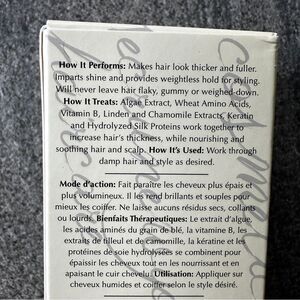 How It Performs: Makes hair look thicker and fuller.
Imparts shine and provides weightless hold for styling.
Will never leave hair flaky, gummy or weighed-down.
How It Treats: Algae Extract, Wheat Amino Acids,
Vitamin B, Linden and Chamomile Extracts, Keratin
and Hydrolyzed Silk Proteins work together to
increase hair's thickness, while nourishing and
soothing hair and scalp. How It's Used: Work through
damp hair and style as desired.
Mode d'action: Fait paraître les cheveux plus épais et
plus volumineux. Il les rend brillants et souples pour
mieux les coiffer. Ne laisse aucuns résidus secs, collants
ou lourds. Bienfaits Thérapeutiques: Le extrait d'algue,
les acides aminés du grain de blé, la vitamine B, les
extraits de tilleul et de camomille, la kératine et les
protéines de soie hydrolysées se combinent pour
épaissir les cheveux tout en les nourrissant et en
apaisant le cuir chevelu. Utilisation: Appliquer sur
cheveux humides et coiffer selon le style désiré.